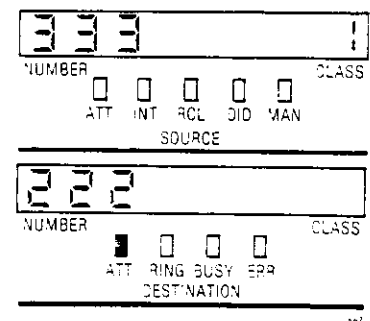 333 1
NUMBER CLASS
ATT INT RCL DID MAN
SOURCE
222
NUMBER CLASS
ATT RING BUSY ERR
DESTINATION